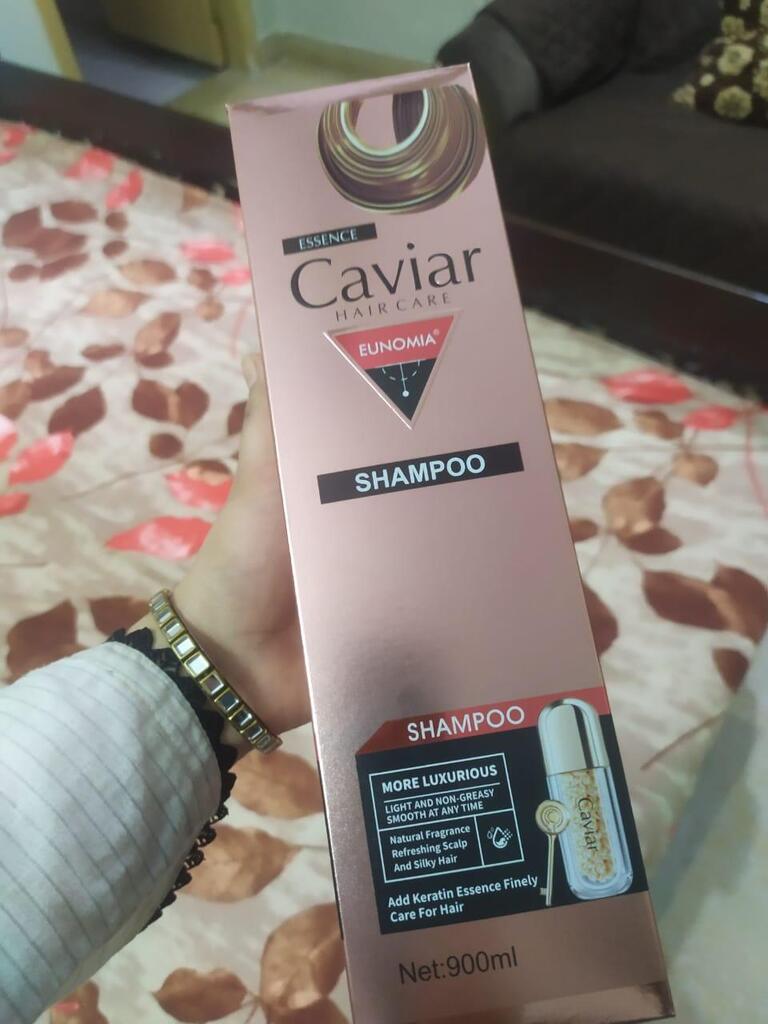 ESSENCE
Caviar
HAIR CARE
EUNOMIA®
SHAMPOO
SHAMPOO
MORE LUXURIOUS
LIGHT AND NON-GREASY
SMOOTH AT ANY TIME
Natural Fragrance
Refreshing Scalp
And Silky Hair
Caviar
Add Keratin Essence Finely
Care For Hair
Net:900ml